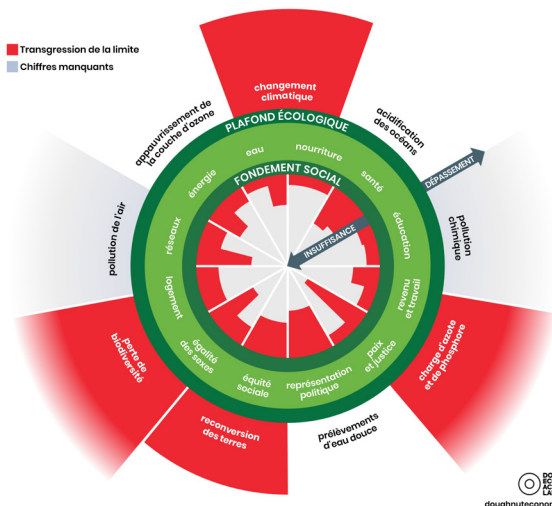 Transgression de la limite
Chiffres manquants
changement
climatique
appauvrissement de
la couche d'ozone
acidification
des océans
PLAFOND ÉCOLOGIQUE
eau
nourriture
énergie
santé
FONDEMENT SOCIAL
DÉPASSEMENT
INSUFFISANCE
pollution de l'air
réseaux
éducation
pollution
chimique
logement
revenu
et travail
perte de
biodiversité
égalité
des sexes
équité
sociale
représentation
politique
paix
et justice
charge d'azote
et de phosphore
reconversion
des terres
prélèvements
d'eau douce
doughnutecono